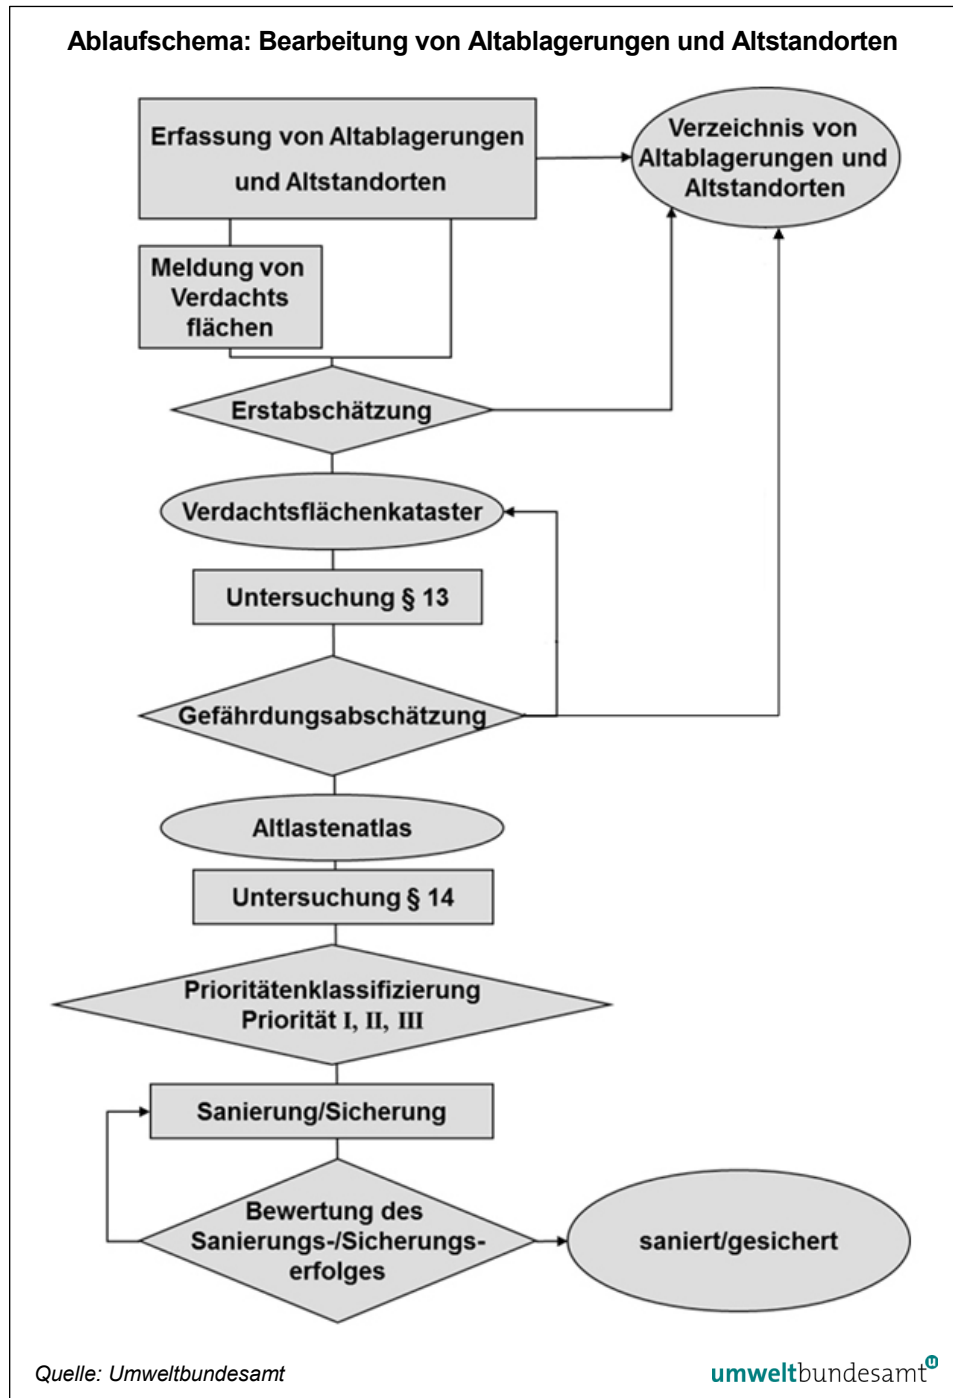 Ablaufschema: Bearbeitung von Altablagerungen und Altstandorten
Erfassung von Altablagerungen
und Altstandorten
Verzeichnis von
Altablagerungen und
Altstandorten
Meldung von
Verdachts
flächen
Erstabschätzung
Verdachtsflächenkataster
Untersuchung § 13
Gefährdungsabschätzung
Altlastenatlas
Untersuchung § 14
Prioritätenklassifizierung
Priorität I, II, III
Sanierung/Sicherung
Bewertung des
Sanierungs-/Sicherungs-
erfolges
saniert/gesichert
Quelle: Umweltbundesamt
umweltbundesamt